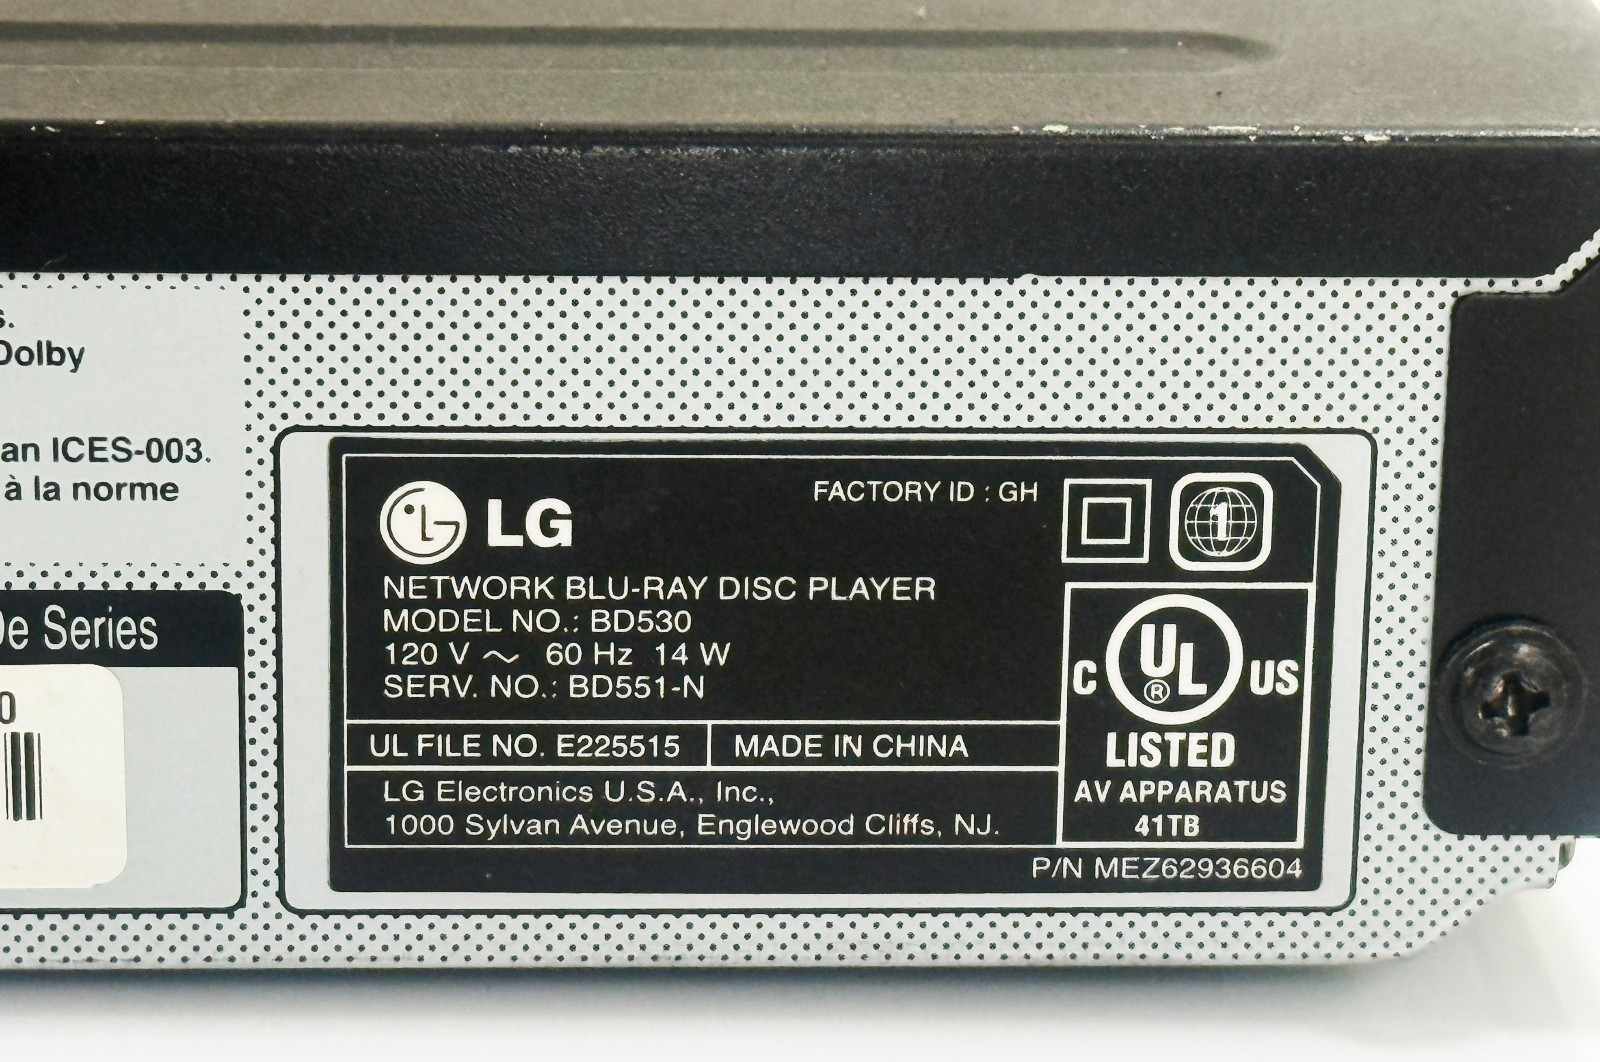 s.
Dolby
an ICES-003.
à la norme
0e Series
0
LG
FACTORY ID : GH
1
NETWORK BLU-RAY DISC PLAYER
MODEL NO.: BD530
120 V ～ 60 Hz 14 W
SERV. NO.: BD551-N
UL FILE NO. E225515
MADE IN CHINA
LG Electronics U.S.A., Inc.,
1000 Sylvan Avenue, Englewood Cliffs, NJ.
C UL ® US
LISTED
AV APPARATUS
41TB
P/N MEZ62936604